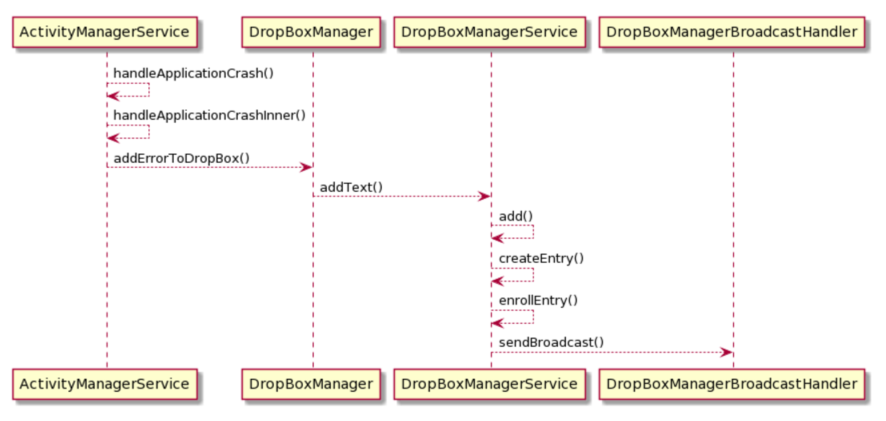 ActivityManagerService DropBoxManager DropBoxManagerService DropBoxManagerBroadcastHandler
handleApplicationCrash()
handleApplicationCrashInner()
addErrorToDropBox()
addText()
add()
createEntry()
enrollEntry()
sendBroadcast()
ActivityManagerService DropBoxManager DropBoxManagerService DropBoxManagerBroadcastHandler